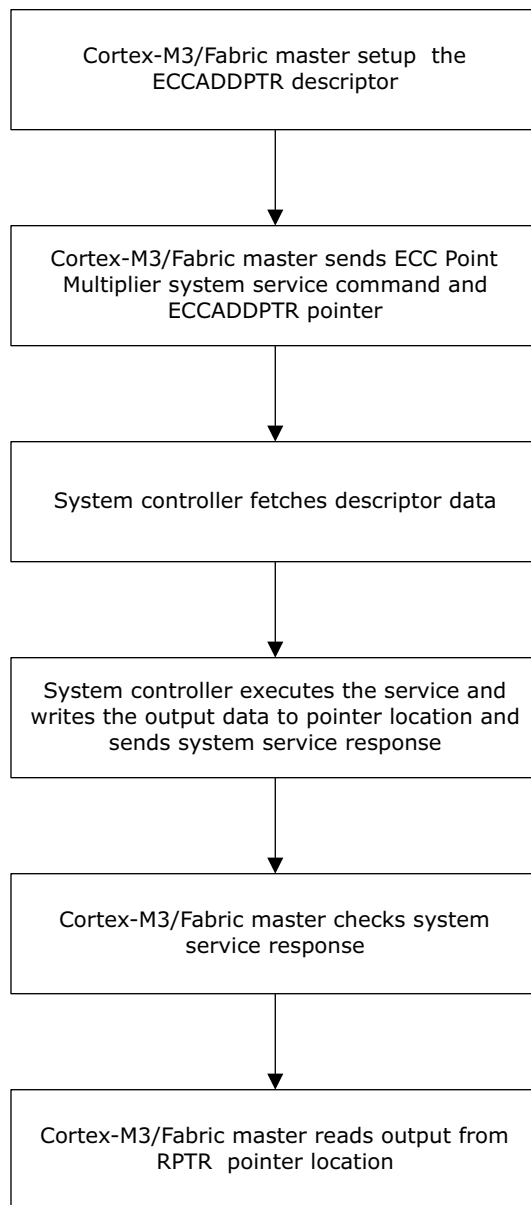 Cortex-M3/Fabric master setup  the
ECCADDPTR descriptor
Cortex-M3/Fabric master sends ECC Point
Multiplier system service command and
ECCADDPTR pointer
System controller fetches descriptor data
System controller executes the service and
writes the output data to pointer location and
sends system service response
Cortex-M3/Fabric master checks system
service response
Cortex-M3/Fabric master reads output from
RPTR  pointer location